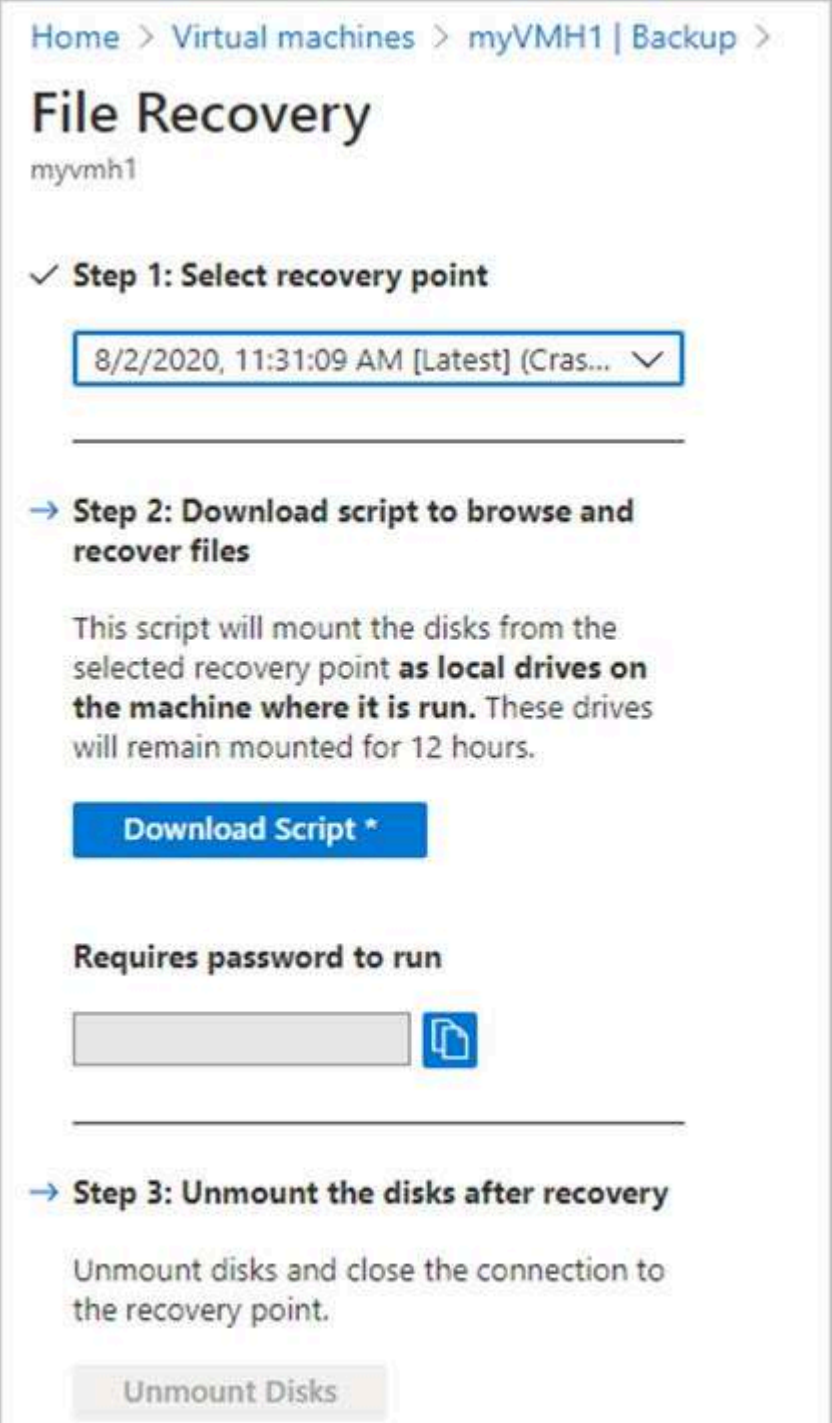 Home > Virtual machines > myVMH1 | Backup >
File Recovery
myvmh1
Step 1: Select recovery point
8/2/2020, 11:31:09 AM [Latest] (Cras...
Step 2: Download script to browse and
recover files
This script will mount the disks from the
selected recovery point as local drives on
the machine where it is run. These drives
will remain mounted for 12 hours.
Download Script *
Requires password to run
Step 3: Unmount the disks after recovery
Unmount disks and close the connection to
the recovery point.
Unmount Disks